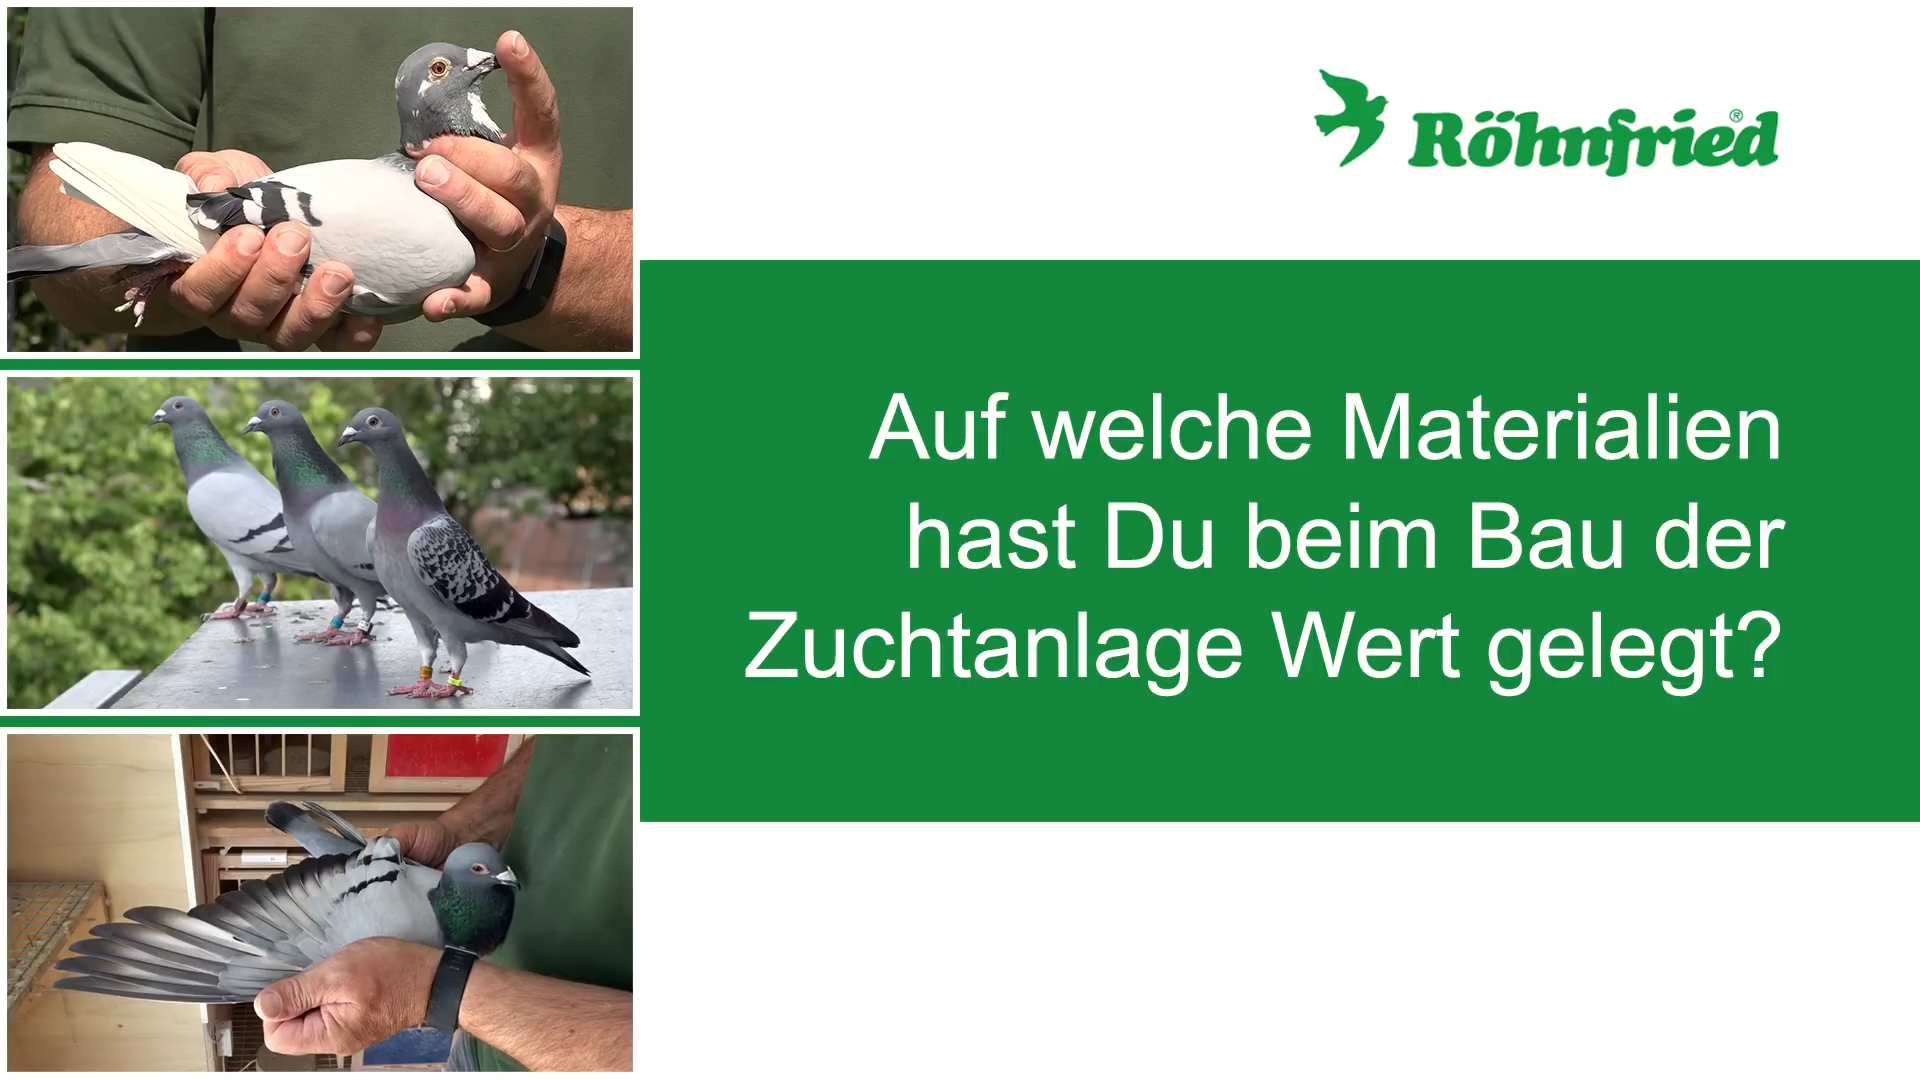 Röhnfried®
Auf welche Materialien
hast Du beim Bau der
Zuchtanlage Wert gelegt?